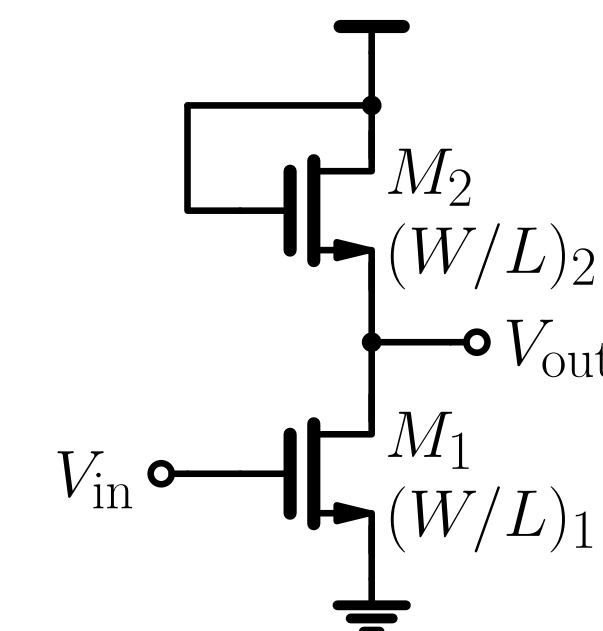 M₂
(W/L)₂
Vout
M₁
Vin
(W/L)₁